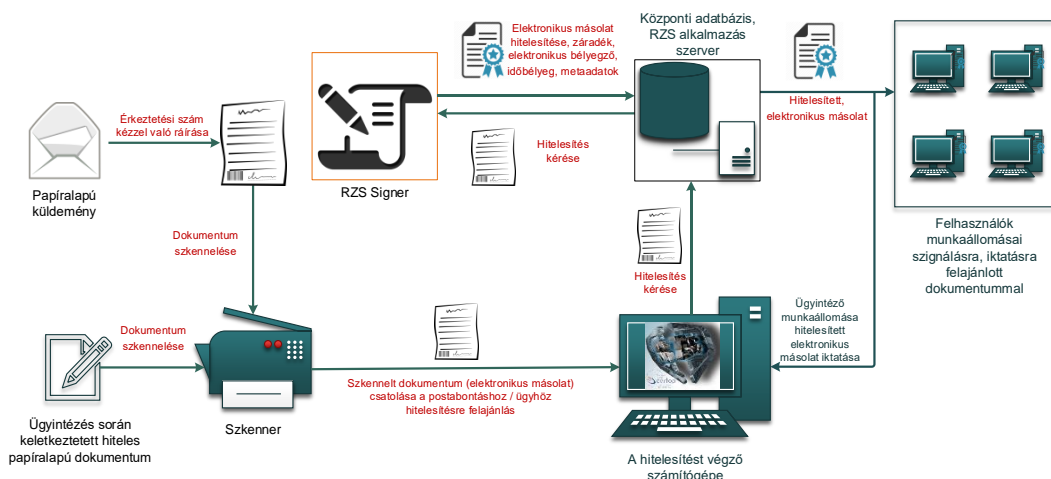 Elektronikus másolat
hitelesítése, záradék,
elektronikus bélyegző,
időbélyeg, metaadatok
Központi adatbázis,
RZS alkalmazás
szerver
Érkeztetési szám
kézzel való ráírása
Hitelesített,
elektronikus másolat
Hitelesítés
kérése
Papíralapú
küldemény
RZS Signer
Felhasználók
munkaállomásai
szignálásra, iktatásra
felajánlott
dokumentummal
Dokumentum
szkennelése
Hitelesítés
kérése
Ügyintéző
munkaállomása
hitelesített
elektronikus
másolat iktatása
Dokumentum
szkennelése
Szkennelt dokumentum (elektronikus másolat)
csatolása a postabontáshoz / ügyhöz
hitelesítésre felajánlás
Ügyintézés során
keletkeztetett hiteles
papíralapú dokumentum
Szkenner
A hitelesítést végző
számítógépe